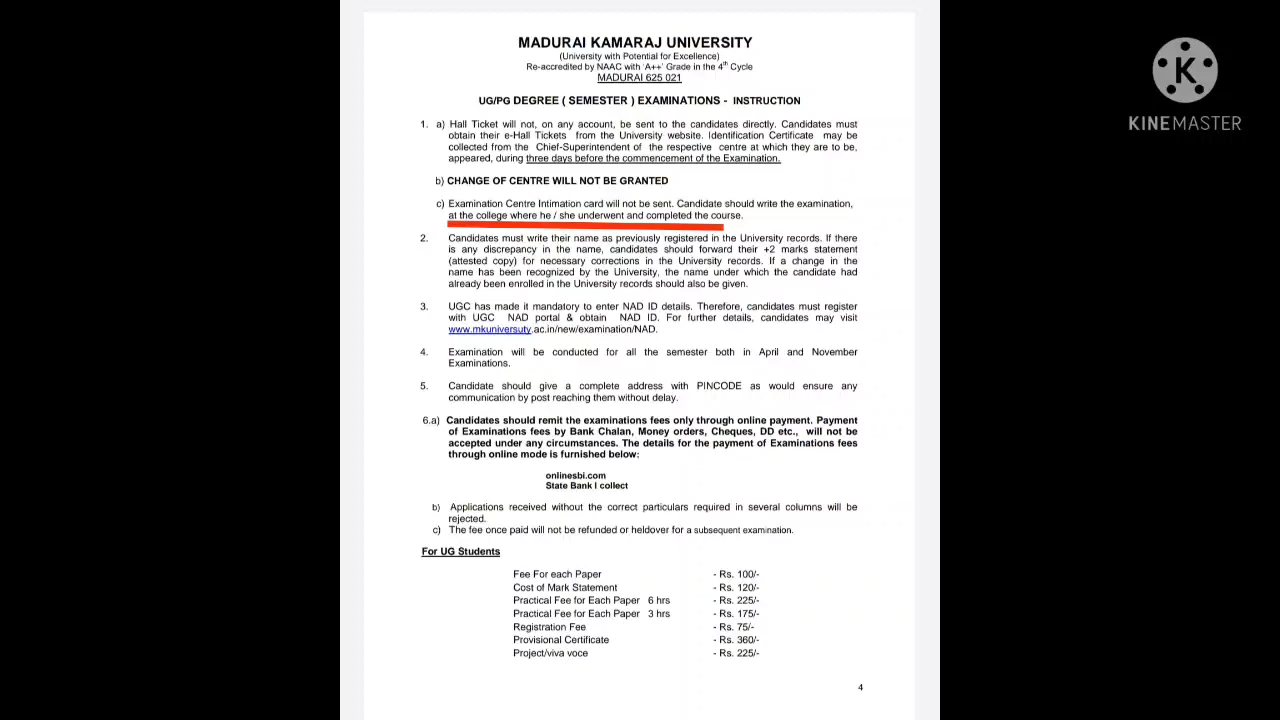 MADURAI KAMARAJ UNIVERSITY
(University with Potential for Excellence)
Re-accredited by NAAC with ‘A++’ Grade in the 4th Cycle
MADURAI 625 021
UG/PG DEGREE ( SEMESTER ) EXAMINATIONS - INSTRUCTION
1. a) Hall Ticket will not, on any account, be sent to the candidates directly. Candidates must
obtain their e-Hall Tickets from the University website. Identification Certificate may be
collected from the Chief-Superintendent of the respective centre at which they are to be,
appeared, during three days before the commencement of the Examination.
b) CHANGE OF CENTRE WILL NOT BE GRANTED
c) Examination Centre Intimation card will not be sent. Candidate should write the examination,
at the college where he / she underwent and completed the course.
2. Candidates must write their name as previously registered in the University records. If there
is any discrepancy in the name, candidates should forward their +2 marks statement
(attested copy) for necessary corrections in the University records. If a change in the
name has been recognized by the University, the name under which the candidate had
already been enrolled in the University records should also be given.
3. UGC has made it mandatory to enter NAD ID details. Therefore, candidates must register
with UGC NAD portal & obtain NAD ID. For further details, candidates may visit
www.mkuniversuty.ac.in/new/examination/NAD.
4. Examination will be conducted for all the semester both in April and November
Examinations.
5. Candidate should give a complete address with PINCODE as would ensure any
communication by post reaching them without delay.
6.a) Candidates should remit the examinations fees only through online payment. Payment
of Examinations fees by Bank Chalan, Money orders, Cheques, DD etc., will not be
accepted under any circumstances. The details for the payment of Examinations fees
through online mode is furnished below:
onlinesbi.com
State Bank I collect
b) Applications received without the correct particulars required in several columns will be
rejected.
c) The fee once paid will not be refunded or heldover for a subsequent examination.
For UG Students
Fee For each Paper - Rs. 100/-
Cost of Mark Statement - Rs. 120/-
Practical Fee for Each Paper 6 hrs - Rs. 225/-
Practical Fee for Each Paper 3 hrs - Rs. 175/-
Registration Fee - Rs. 75/-
Provisional Certificate - Rs. 360/-
Project/viva voce - Rs. 225/-
4
K
KINEMASTER